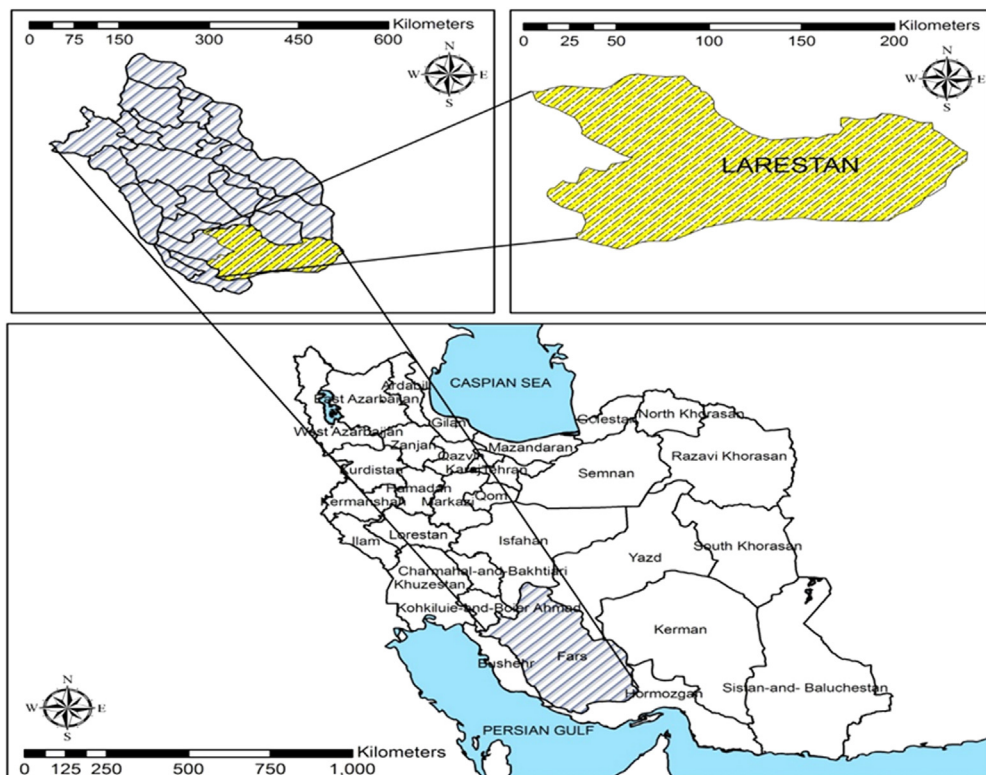 Kilometers
0 75 150 300 450 600
N
W E
S
Kilometers
0 25 50 100 150 200
N
W E
S
LARESTAN
CASPIAN SEA
Ardabil
East Azarbaijan
West Azarbaijan
Gilan
Golestan
North Khorasan
Zanjan
Mazandaran
Razavi Khorasan
Qazvin
Kurdistan
Karaj
Tehran
Semnan
Hamadan
Kermanshah
Markazi
Qom
Lorestan
Ilam
Isfahan
Yazd
South Khorasan
Charmahal-and-Bakhtiari
Khuzestan
Kohkiluie-and-Boier Ahmad
Kerman
Bushehr
Fars
Hormozgan
Sistan-and- Baluchestan
PERSIAN GULF
N
W E
S
Kilometers
0 125 250 500 750 1,000